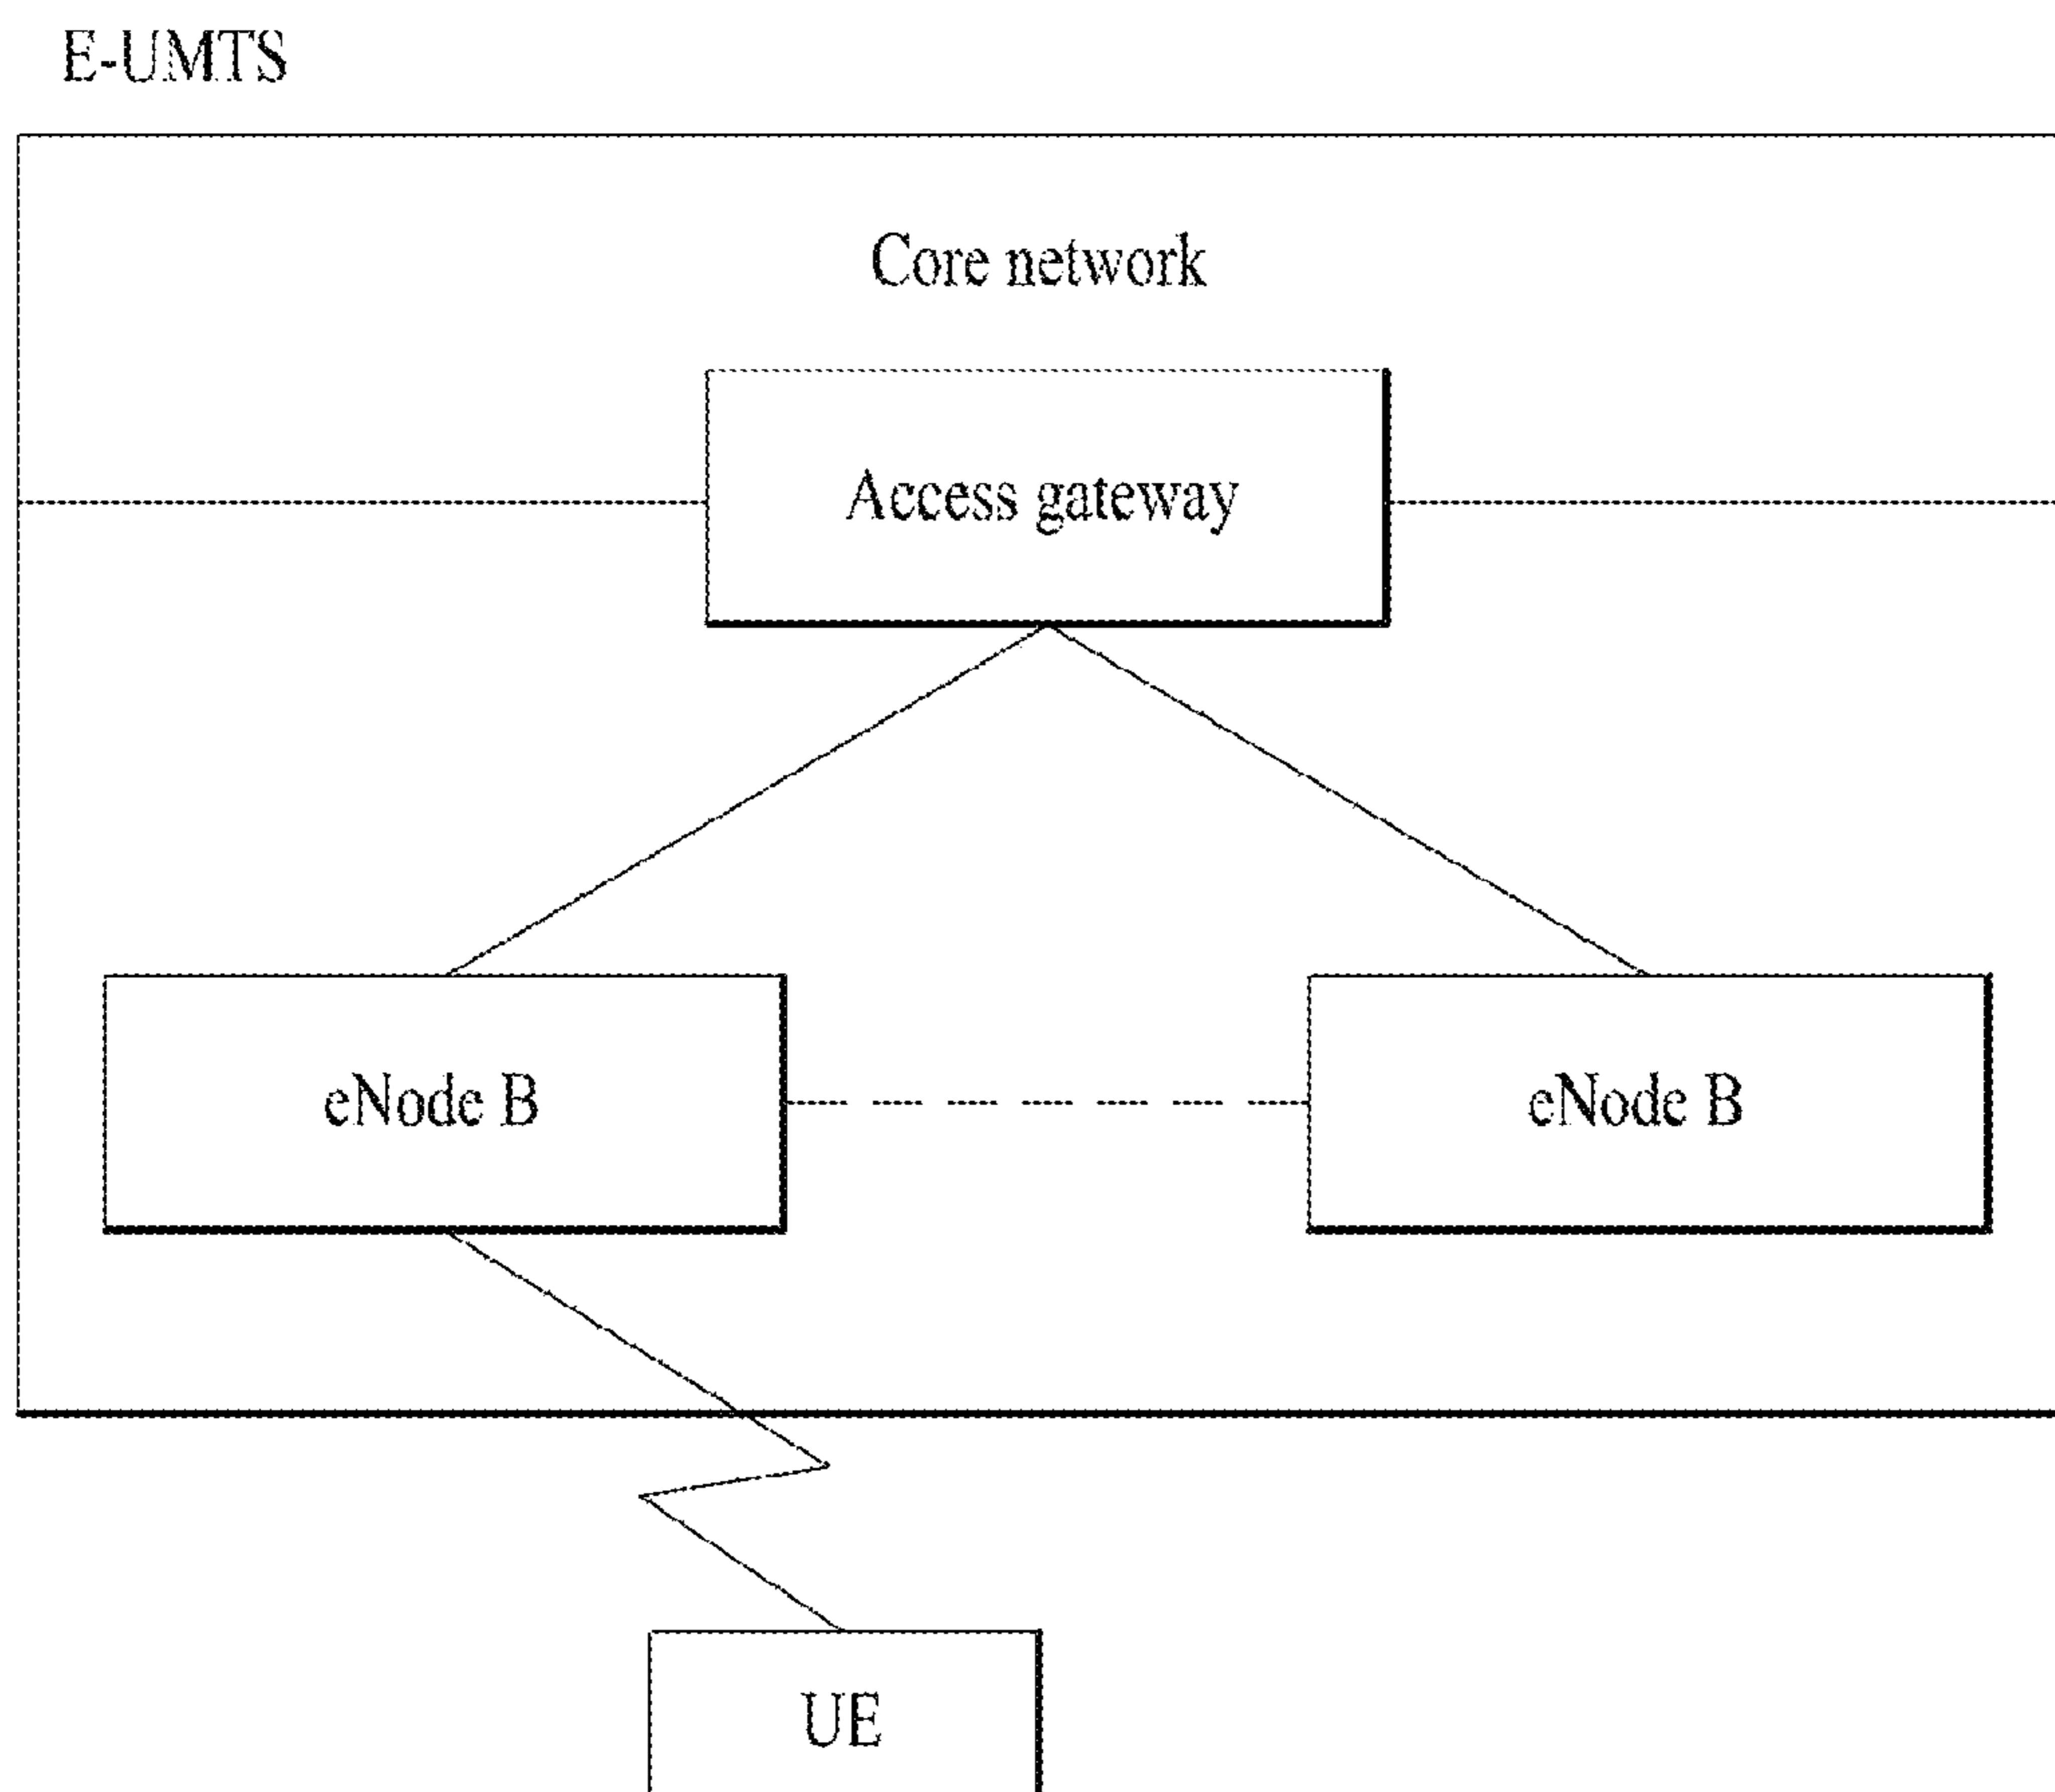 E-UMTS
Core network
Access gateway
eNode B
eNode B
UE